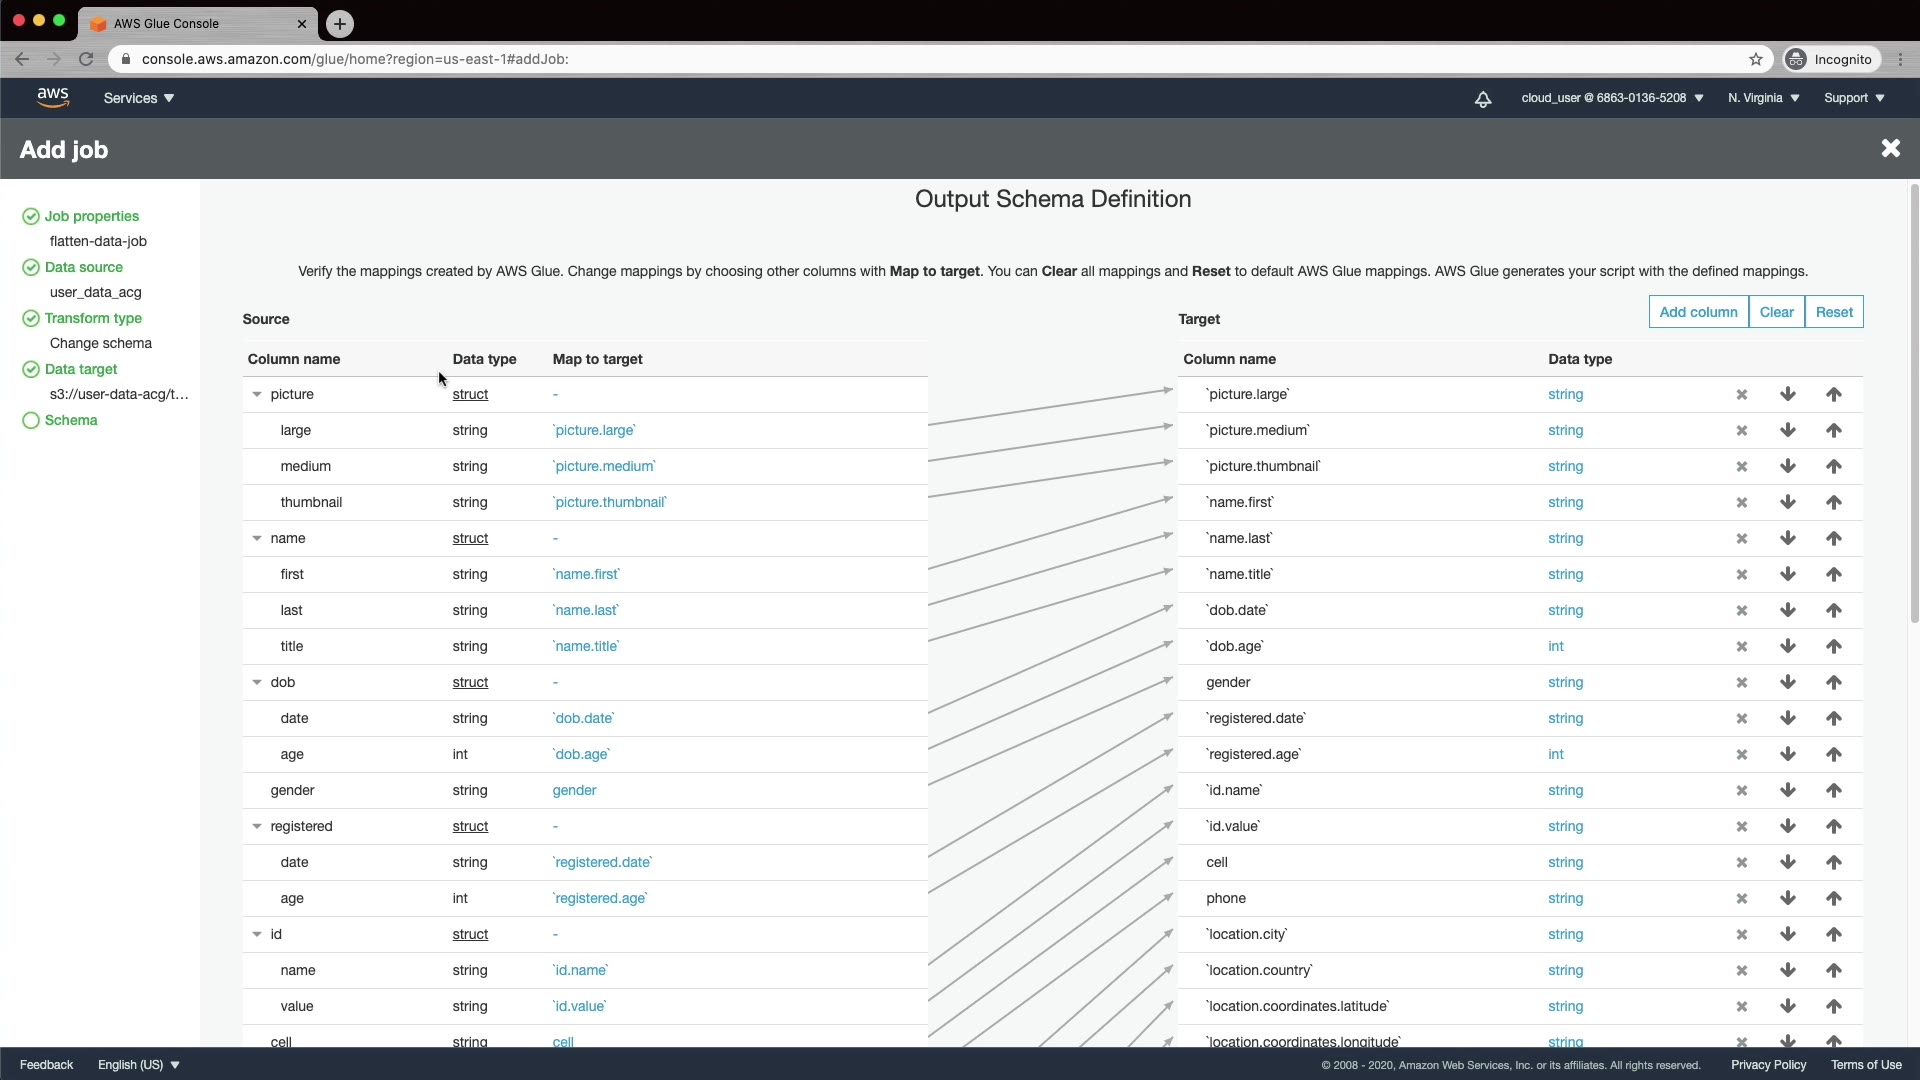 AWS Glue Console
console.aws.amazon.com/glue/home?region=us-east-1#addJob:
Incognito
aws
Services
cloud_user @ 6863-0136-5208
N. Virginia
Support
Add job
Job properties
flatten-data-job
Data source
user_data_acg
Transform type
Change schema
Data target
s3://user-data-acg/t...
Schema
Output Schema Definition
Verify the mappings created by AWS Glue. Change mappings by choosing other columns with Map to target. You can Clear all mappings and Reset to default AWS Glue mappings. AWS Glue generates your script with the defined mappings.
Source
Target
Add column Clear Reset
Column name Data type Map to target Column name Data type
picture struct - `picture.large` string
large string `picture.large` `picture.medium` string
medium string `picture.medium` `picture.thumbnail` string
thumbnail string `picture.thumbnail` `name.first` string
name struct - `name.last` string
first string `name.first` `name.title` string
last string `name.last` `dob.date` string
title string `name.title` `dob.age` int
dob struct - gender string
date string `dob.date` `registered.date` string
age int `dob.age` `registered.age` int
gender string gender `id.name` string
registered struct - `id.value` string
date string `registered.date` cell string
age int `registered.age` phone string
id struct - `location.city` string
name string `id.name` `location.country` string
value string `id.value` `location.coordinates.latitude` string
cell string cell `location.coordinates.longitude` string
Feedback English (US) © 2008 - 2020, Amazon Web Services, Inc. or its affiliates. All rights reserved. Privacy Policy Terms of Use